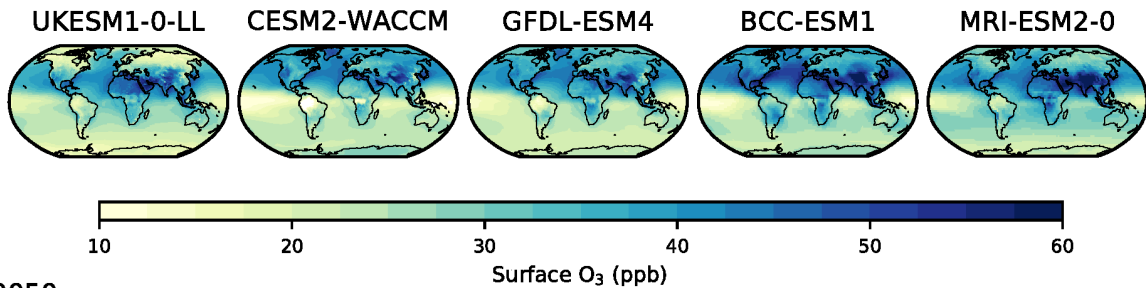 UKESM1-0-LL CESM2-WACCM GFDL-ESM4 BCC-ESM1 MRI-ESM2-0
10 20 30 40 50 60
Surface O₃ (ppb)